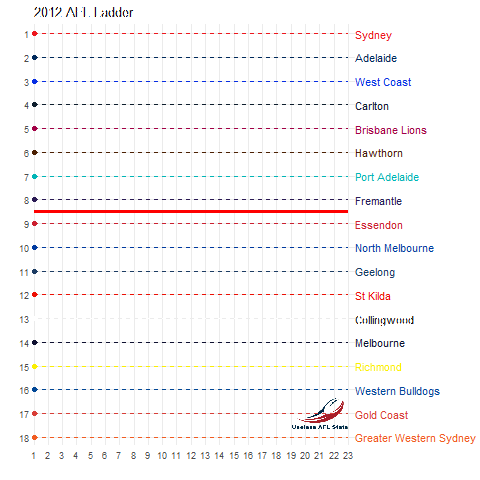 2012 AFL Ladder
1 Sydney
2 Adelaide
3 West Coast
4 Carlton
5 Brisbane Lions
6 Hawthorn
7 Port Adelaide
8 Fremantle
9 Essendon
10 North Melbourne
11 Geelong
12 St Kilda
13 Collingwood
14 Melbourne
15 Richmond
16 Western Bulldogs
17 Gold Coast
Useless AFL Stats
18 Greater Western Sydney
1 2 3 4 5 6 7 8 9 10 11 12 13 14 15 16 17 18 19 20 21 22 23